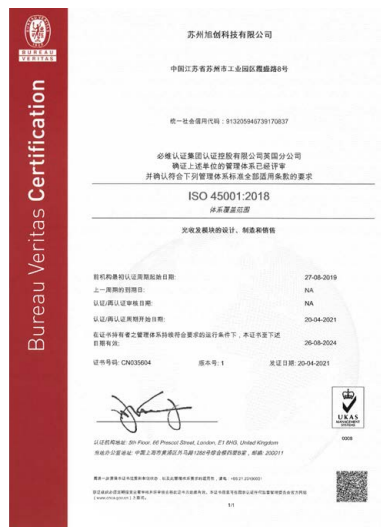 BUREAU
VERITAS
Bureau Veritas Certification
苏州旭创科技有限公司
中国江苏省苏州市工业园区霞盛路8号
统一社会信用代码：913205946739170837
必维认证集团认证控股有限公司英国分公司
确证上述单位的管理体系已经评审
并确认符合下列管理体系标准全部适用条款的要求
ISO 45001:2018
体系覆盖范围
光收发模块的设计、制造和销售
前机构最初认证周期起始日期: 27-08-2019
上一周期的到期日: NA
认证/再认证审核日期: NA
认证/再认证周期开始日期: 20-04-2021
在证书持有者之管理体系持续符合要求的运行条件下，本证书至下述
日期有效: 26-08-2024
证书号码: CN035604 版本号: 1 发证日期: 20-04-2021
UKAS
MANAGEMENT
SYSTEMS
0008
认证机构地址: 5th Floor, 66 Prescot Street, London, E1 8HG, United Kingdom
1/1